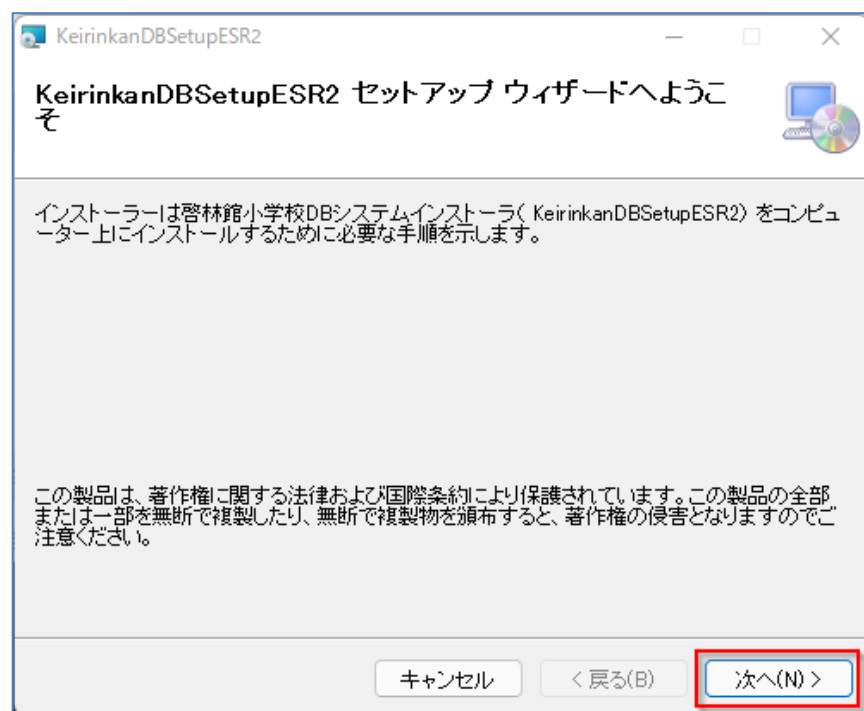 KeirinkanDBSetupESR2
KeirinkanDBSetupESR2 セットアップ ウィザードへようこ
そ
インストーラーは啓林館小学校DBシステムインストーラ( KeirinkanDBSetupESR2) をコンピュ
ーター上にインストールするために必要な手順を示します。
この製品は、著作権に関する法律および国際条約により保護されています。この製品の全部
または一部を無断で複製したり、無断で複製物を頒布すると、著作権の侵害となりますのでご
注意ください。
キャンセル
< 戻る(B)
次へ(N) >